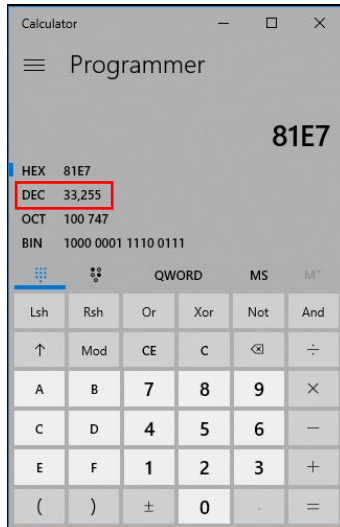 Calculator
Programmer
81E7
HEX 81E7
DEC 33,255
OCT 100 747
BIN 1000 0001 1110 0111
QWORD MS M˅
Lsh Rsh Or Xor Not And
↑ Mod CE C ⌫ ÷
A B 7 8 9 ×
C D 4 5 6 −
E F 1 2 3 +
( ) ± 0 . =